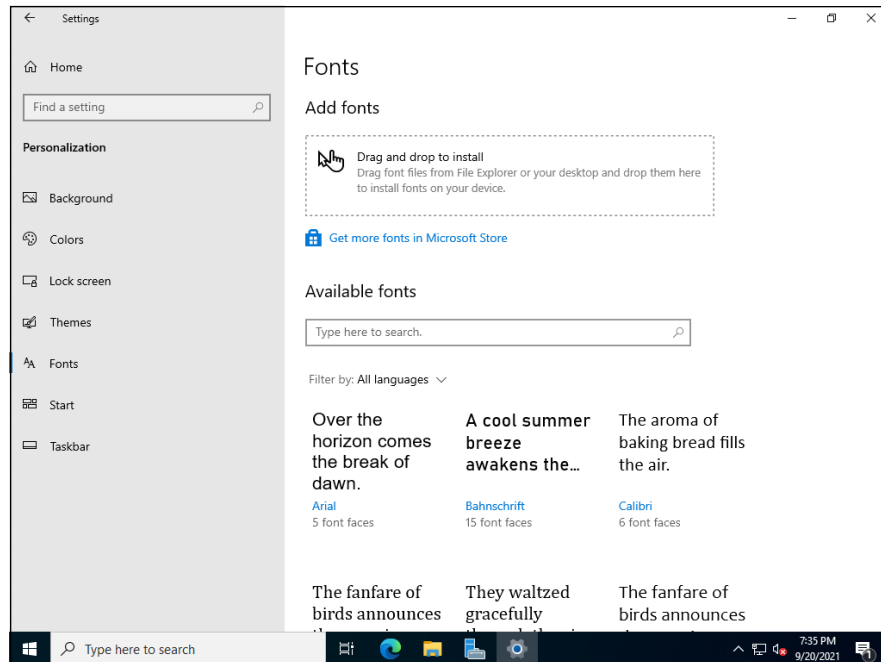 Settings
Home
Find a setting
Personalization
Background
Colors
Lock screen
Themes
Fonts
Start
Taskbar
Fonts
Add fonts
Drag and drop to install
Drag font files from File Explorer or your desktop and drop them here
to install fonts on your device.
Get more fonts in Microsoft Store
Available fonts
Type here to search.
Filter by: All languages
Over the
horizon comes
the break of
dawn.
Arial
5 font faces
A cool summer
breeze
awakens the...
Bahnschrift
15 font faces
The aroma of
baking bread fills
the air.
Calibri
6 font faces
The fanfare of
birds announces
They waltzed
gracefully
The fanfare of
birds announces
Type here to search
7:35 PM
9/20/2021
1